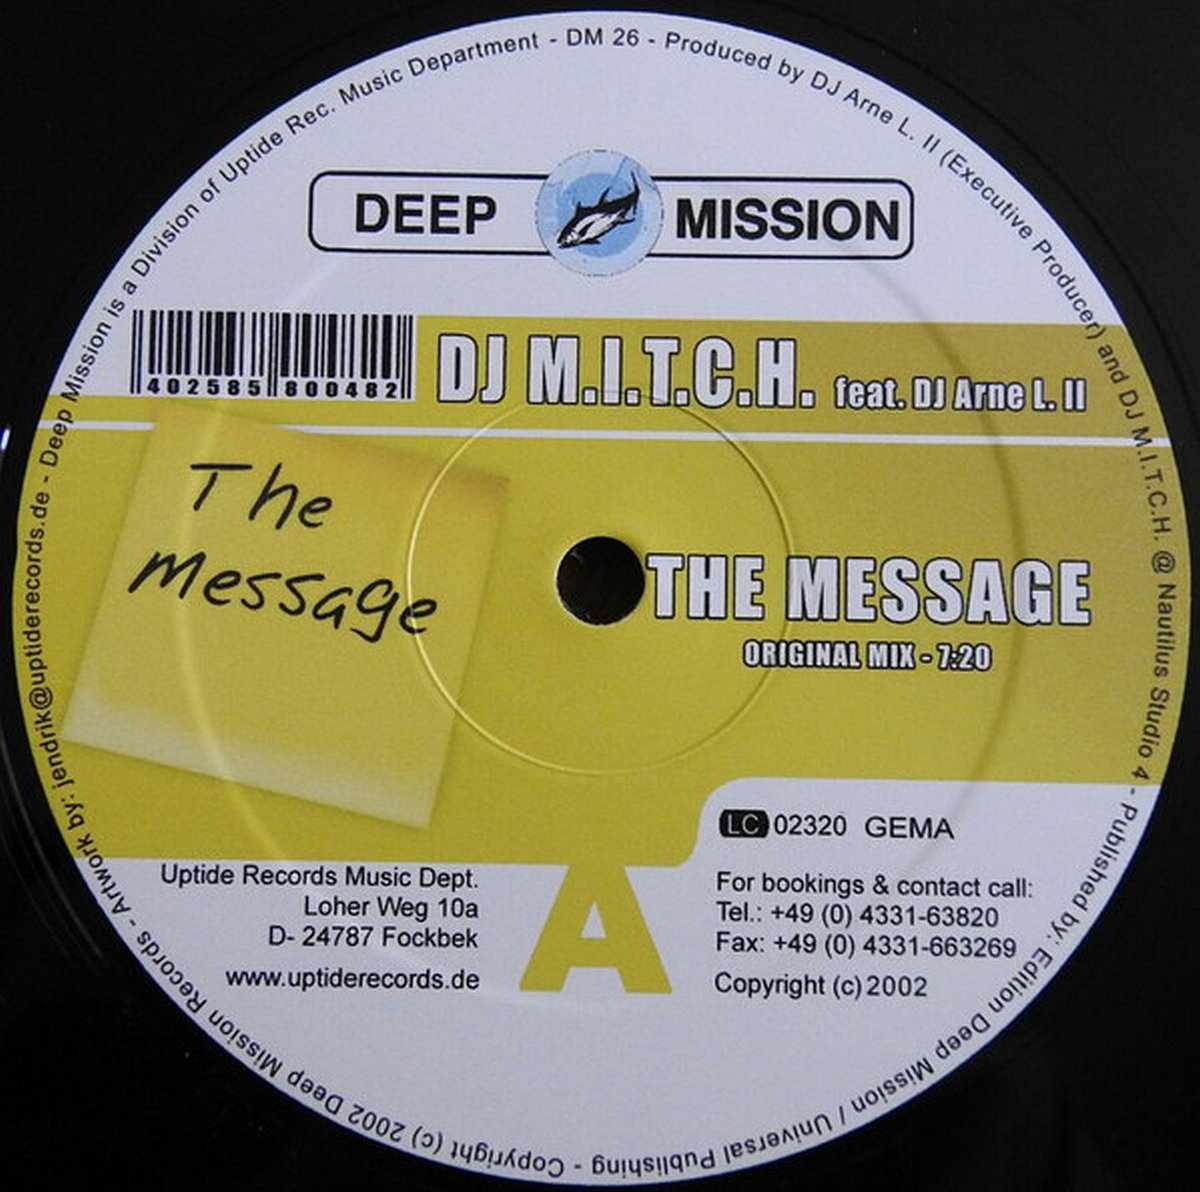 Deep Mission is a Division of Uptide Rec. Music Department - DM 26 - Produced by DJ Arne L. II (Executive Producer) and DJ M.I.T.C.H. @ Nautilus Studio 4 - Published by: Edition Deep Mission / Universal Publishing - Copyright (c) 2002 Deep Mission Records - Artwork by: jendrik@uptiderecords.de -
DEEP MISSION
402585 800482
DJ M.I.T.C.H. feat. DJ Arne L. II
The
Message
THE MESSAGE
ORIGINAL MIX - 7:20
LC 02320 GEMA
Uptide Records Music Dept.
Loher Weg 10a
D- 24787 Fockbek
www.uptiderecords.de
A
For bookings & contact call:
Tel.: +49 (0) 4331-63820
Fax: +49 (0) 4331-663269
Copyright (c) 2002